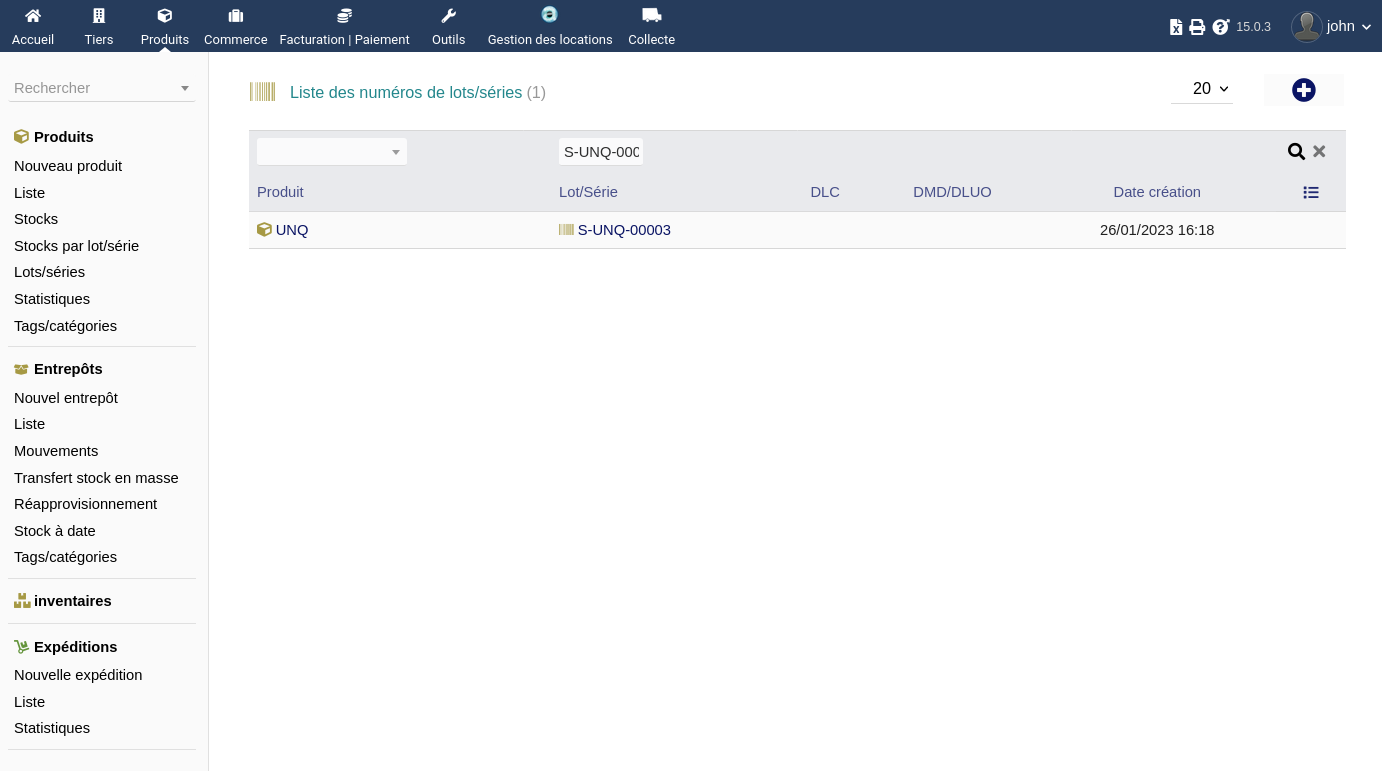 Accueil Tiers Produits Commerce Facturation | Paiement Outils Gestion des locations Collecte 15.0.3 john
Rechercher
Liste des numéros de lots/séries (1) 20
Produits
Nouveau produit
Liste
Stocks
Stocks par lot/série
Lots/séries
Statistiques
Tags/catégories
Entrepôts
Nouvel entrepôt
Liste
Mouvements
Transfert stock en masse
Réapprovisionnement
Stock à date
Tags/catégories
inventaires
Expéditions
Nouvelle expédition
Liste
Statistiques
S-UNQ-000
Produit Lot/Série DLC DMD/DLUO Date création
UNQ S-UNQ-00003 26/01/2023 16:18